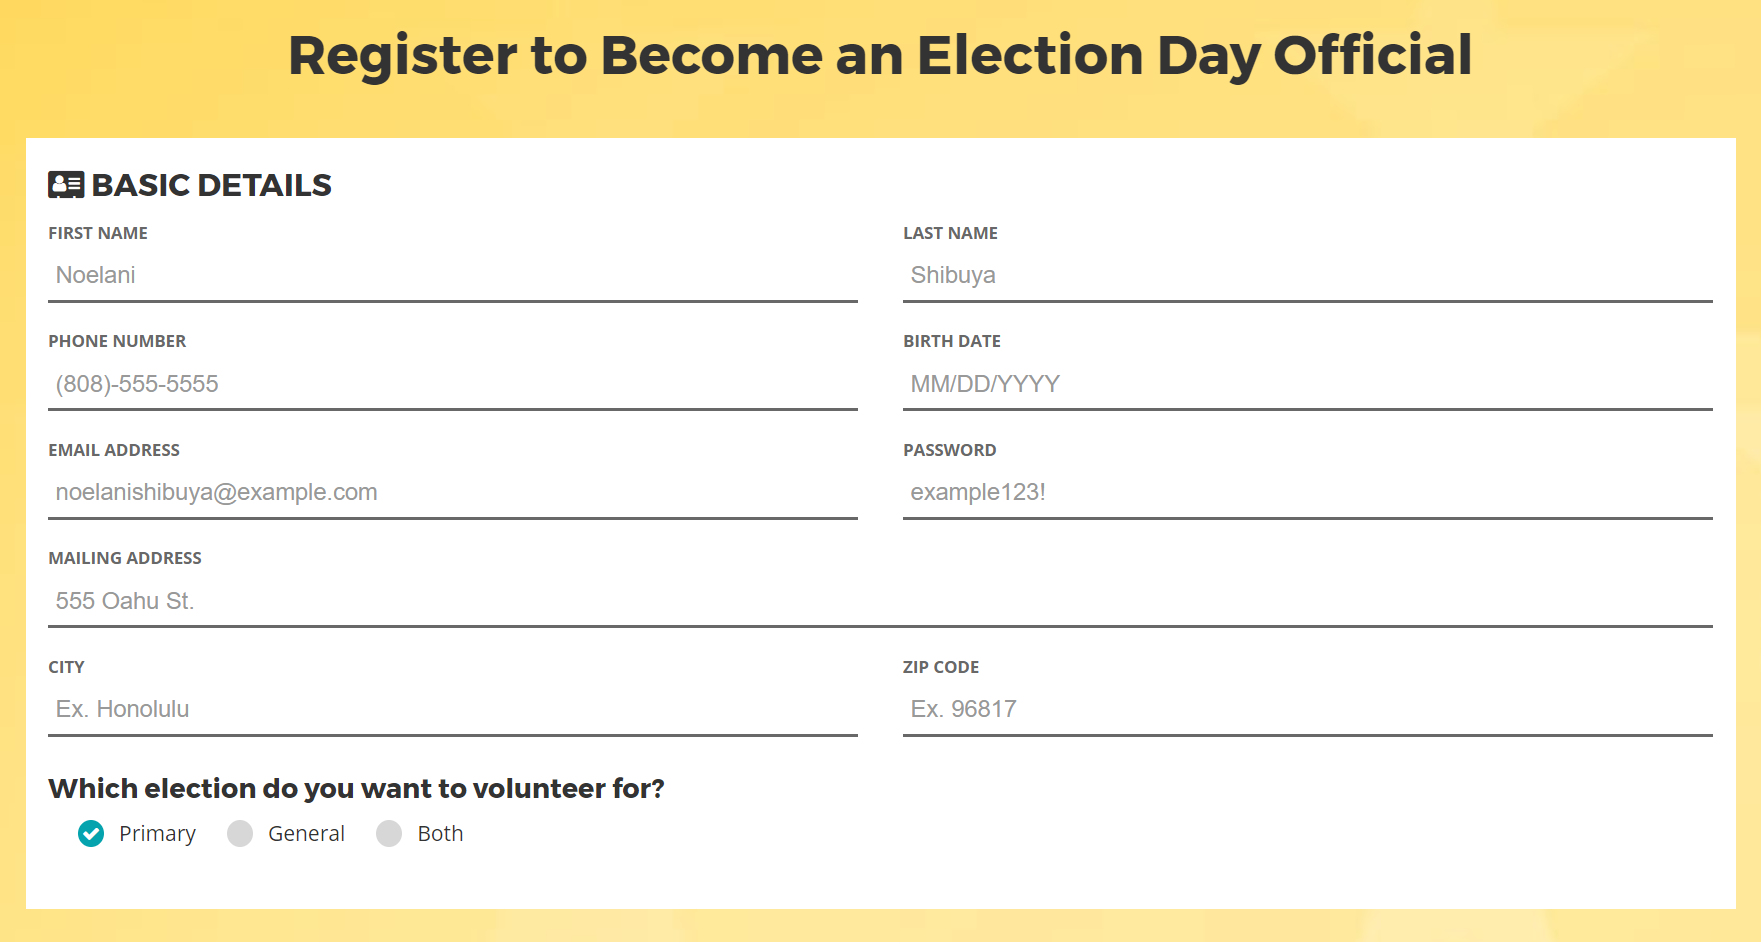 Register to Become an Election Day Official
BASIC DETAILS
FIRST NAME
Noelani
LAST NAME
Shibuya
PHONE NUMBER
(808)-555-5555
BIRTH DATE
MM/DD/YYYY
EMAIL ADDRESS
noelanishibuya@example.com
PASSWORD
example123!
MAILING ADDRESS
555 Oahu St.
CITY
Ex. Honolulu
ZIP CODE
Ex. 96817
Which election do you want to volunteer for?
Primary General Both